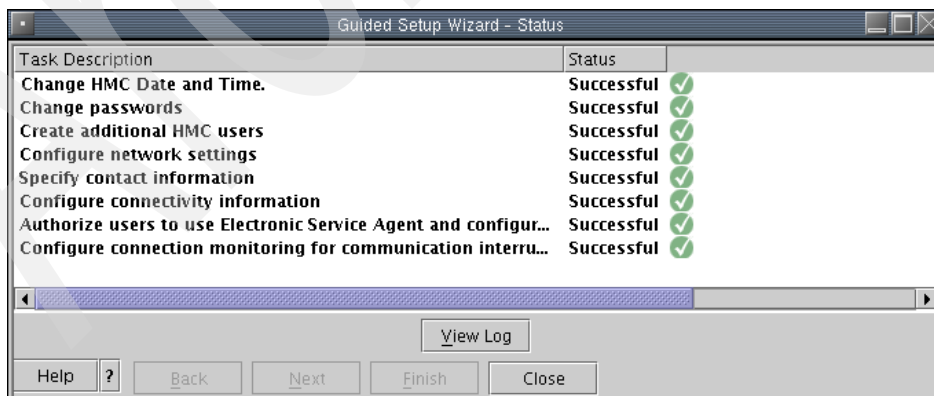 Guided Setup Wizard - Status
Task Description Status
Change HMC Date and Time. Successful
Change passwords Successful
Create additional HMC users Successful
Configure network settings Successful
Specify contact information Successful
Configure connectivity information Successful
Authorize users to use Electronic Service Agent and configur... Successful
Configure connection monitoring for communication interru... Successful
View Log
Help ? Back Next Finish Close